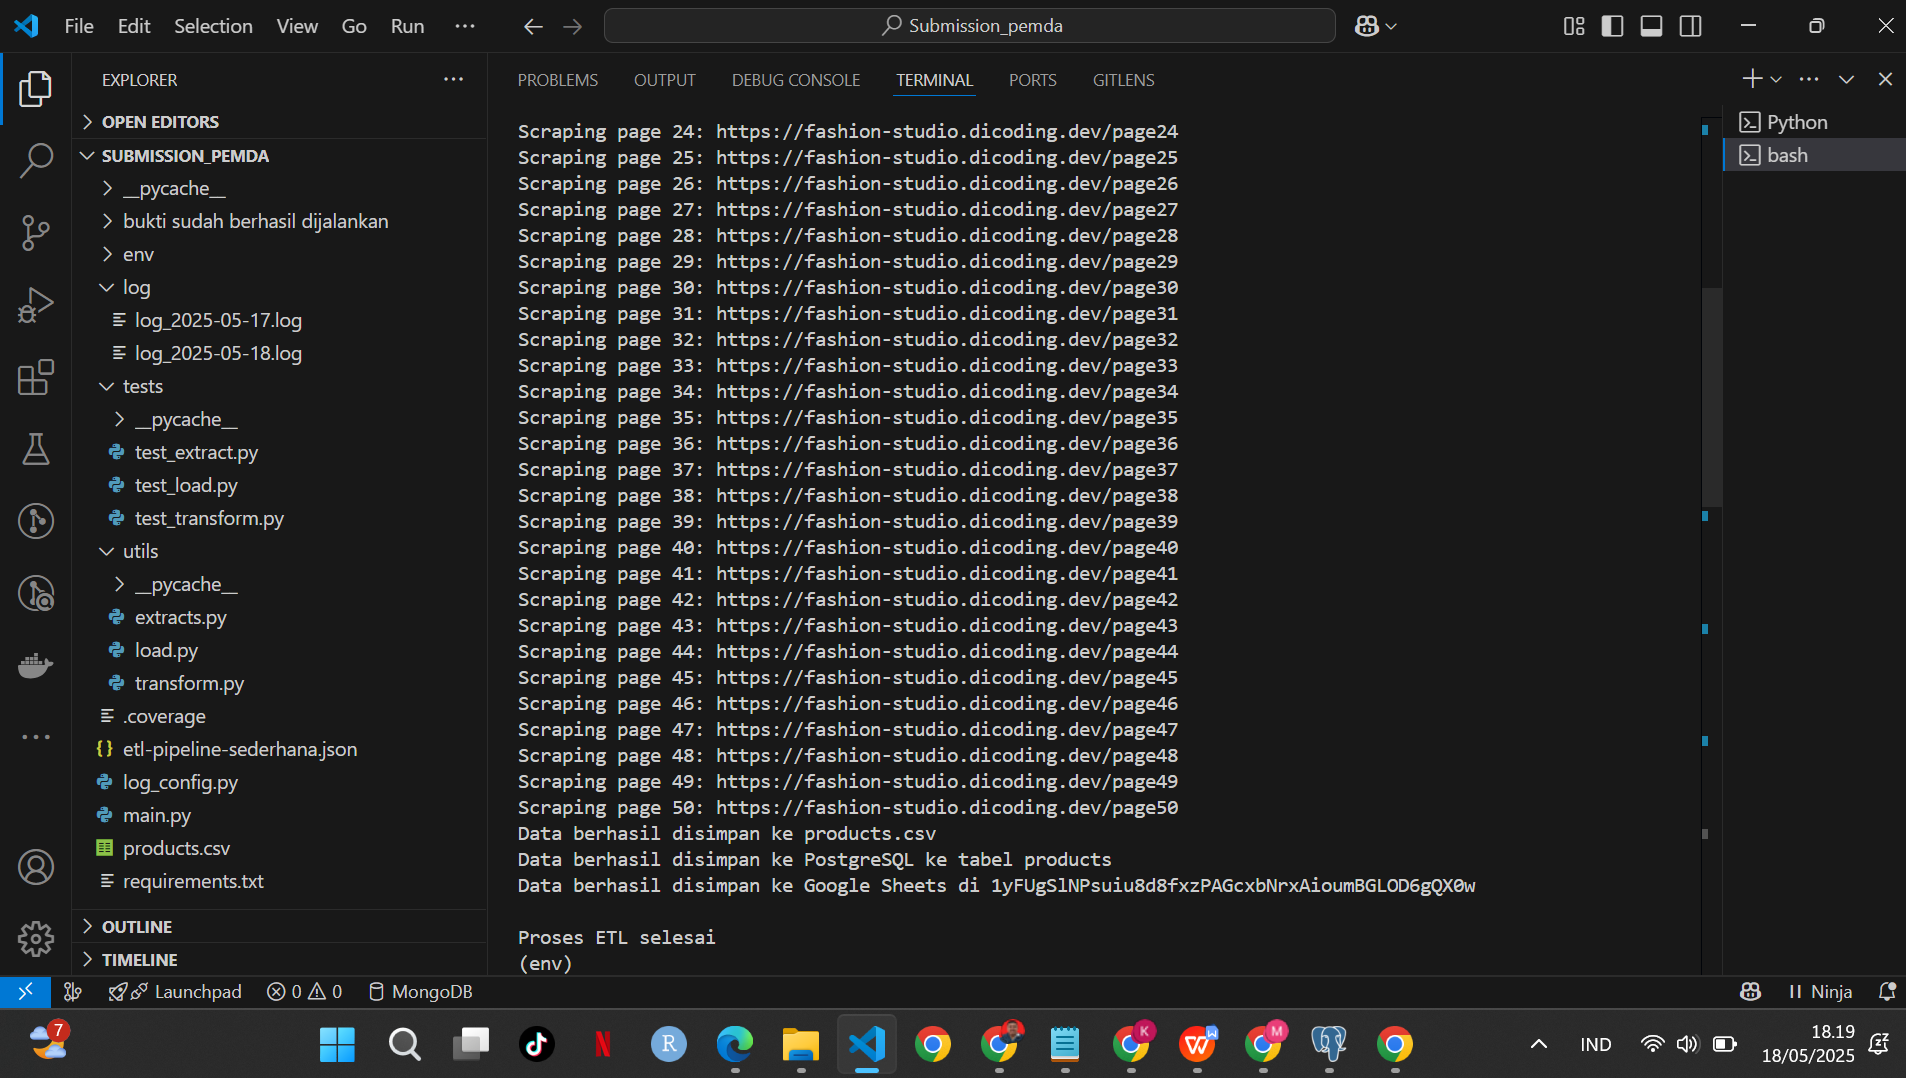 File Edit Selection View Go Run ···
Submission_pemda
EXPLORER
OPEN EDITORS
SUBMISSION_PEMDA
__pycache__
bukti sudah berhasil dijalankan
env
log
log_2025-05-17.log
log_2025-05-18.log
tests
__pycache__
test_extract.py
test_load.py
test_transform.py
utils
__pycache__
extracts.py
load.py
transform.py
.coverage
etl-pipeline-sederhana.json
log_config.py
main.py
products.csv
requirements.txt
OUTLINE
TIMELINE
PROBLEMS OUTPUT DEBUG CONSOLE TERMINAL PORTS GITLENS
Scraping page 24: https://fashion-studio.dicoding.dev/page24
Scraping page 25: https://fashion-studio.dicoding.dev/page25
Scraping page 26: https://fashion-studio.dicoding.dev/page26
Scraping page 27: https://fashion-studio.dicoding.dev/page27
Scraping page 28: https://fashion-studio.dicoding.dev/page28
Scraping page 29: https://fashion-studio.dicoding.dev/page29
Scraping page 30: https://fashion-studio.dicoding.dev/page30
Scraping page 31: https://fashion-studio.dicoding.dev/page31
Scraping page 32: https://fashion-studio.dicoding.dev/page32
Scraping page 33: https://fashion-studio.dicoding.dev/page33
Scraping page 34: https://fashion-studio.dicoding.dev/page34
Scraping page 35: https://fashion-studio.dicoding.dev/page35
Scraping page 36: https://fashion-studio.dicoding.dev/page36
Scraping page 37: https://fashion-studio.dicoding.dev/page37
Scraping page 38: https://fashion-studio.dicoding.dev/page38
Scraping page 39: https://fashion-studio.dicoding.dev/page39
Scraping page 40: https://fashion-studio.dicoding.dev/page40
Scraping page 41: https://fashion-studio.dicoding.dev/page41
Scraping page 42: https://fashion-studio.dicoding.dev/page42
Scraping page 43: https://fashion-studio.dicoding.dev/page43
Scraping page 44: https://fashion-studio.dicoding.dev/page44
Scraping page 45: https://fashion-studio.dicoding.dev/page45
Scraping page 46: https://fashion-studio.dicoding.dev/page46
Scraping page 47: https://fashion-studio.dicoding.dev/page47
Scraping page 48: https://fashion-studio.dicoding.dev/page48
Scraping page 49: https://fashion-studio.dicoding.dev/page49
Scraping page 50: https://fashion-studio.dicoding.dev/page50
Data berhasil disimpan ke products.csv
Data berhasil disimpan ke PostgreSQL ke tabel products
Data berhasil disimpan ke Google Sheets di 1yFUgSlNPsuiu8d8fxzPAGcxbNrxAioumBGLOD6gQX0w
Proses ETL selesai
(env)
Python
bash
Launchpad 0 0 MongoDB
Ninja
7
R
K
W
M
IND
18.19
18/05/2025